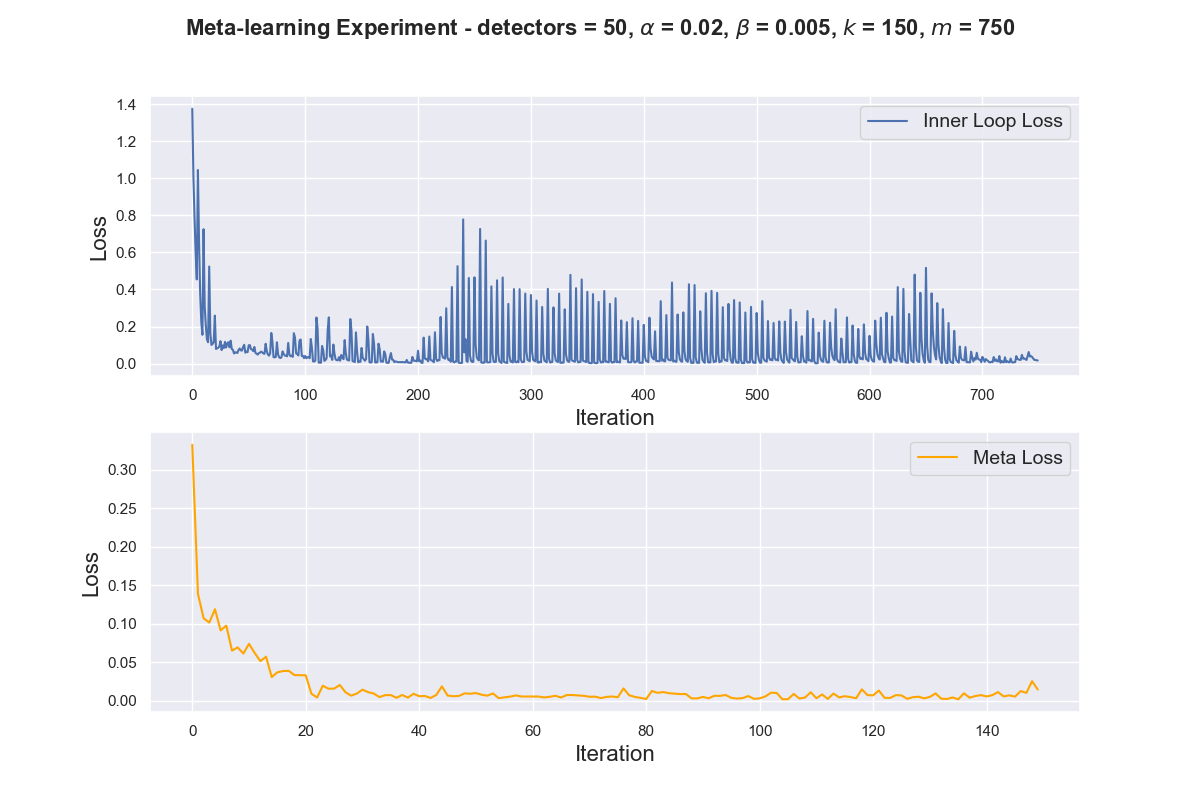 Meta-learning Experiment - detectors = 50, α = 0.02, β = 0.005, k = 150, m = 750
1.4
1.2
1.0
0.8
0.6
0.4
0.2
0.0
Loss
Inner Loop Loss
0 100 200 300 400 500 600 700
Iteration
0.30
0.25
0.20
0.15
0.10
0.05
0.00
Loss
Meta Loss
0 20 40 60 80 100 120 140
Iteration